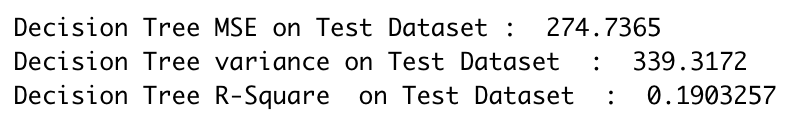 Decision Tree MSE on Test Dataset :  274.7365
Decision Tree variance on Test Dataset  :  339.3172
Decision Tree R-Square  on Test Dataset  :  0.1903257